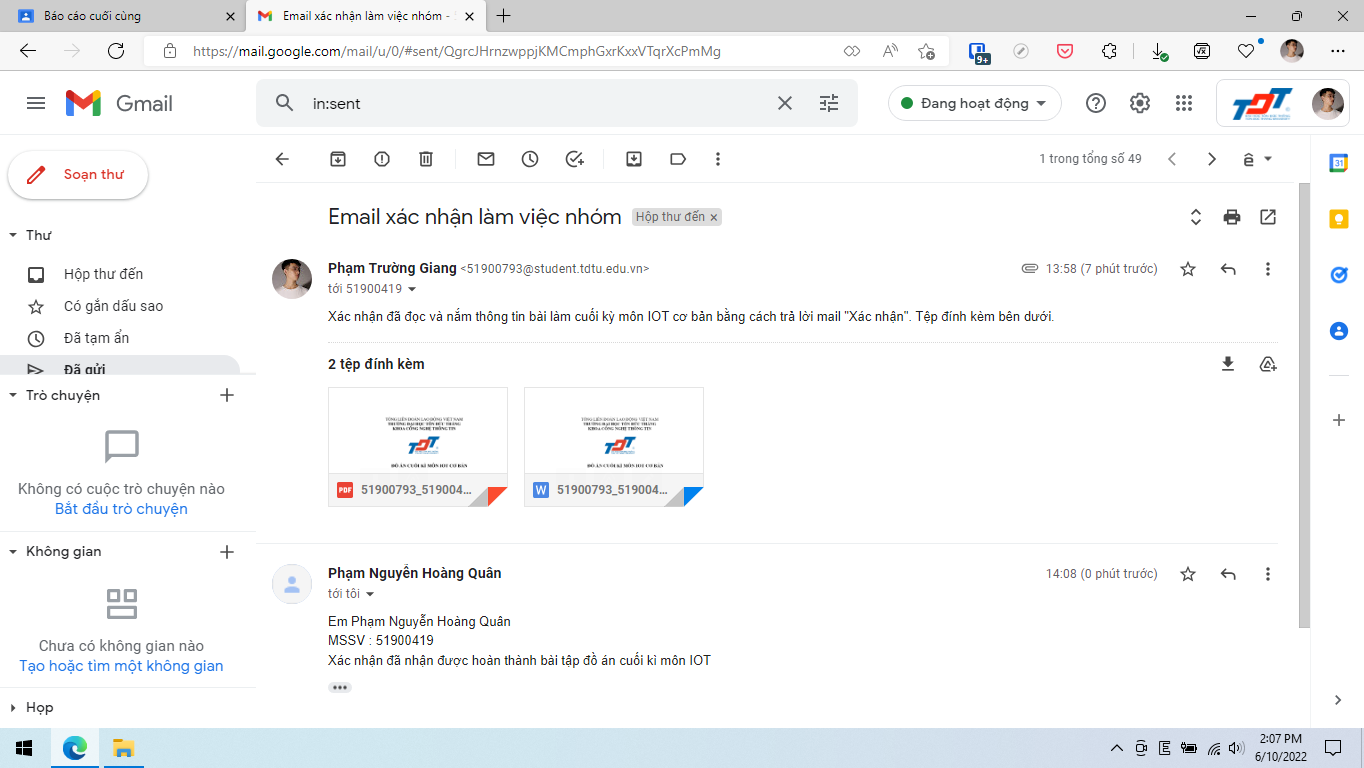 Báo cáo cuối cùng
Email xác nhận làm việc nhóm - S
https://mail.google.com/mail/u/0/#sent/QgrcJHrnzwppjKMCmphGxrKxxVTqrXcPmMg
9+
Gmail
in:sent
Đang hoạt động
TDT
Soạn thư
1 trong tổng số 49
ê
31
Email xác nhận làm việc nhóm
Hộp thư đến x
Thư
Hộp thư đến
Có gắn dấu sao
Đã tạm ẩn
Đã gửi
Phạm Trường Giang <51900793@student.tdtu.edu.vn>
13:58 (7 phút trước)
tới 51900419
Xác nhận đã đọc và nắm thông tin bài làm cuối kỳ môn IOT cơ bản bằng cách trả lời mail "Xác nhận". Tệp đính kèm bên dưới.
2 tệp đính kèm
TỔNG LIÊN ĐOÀN LAO ĐỘNG VIỆT NAM
TRƯỜNG ĐẠI HỌC TÔN ĐỨC THẮNG
KHOA CÔNG NGHỆ THÔNG TIN
TDT
ĐỒ ÁN CUỐI KÌ MÔN IOT CƠ BẢN
PDF 51900793_519004...
TỔNG LIÊN ĐOÀN LAO ĐỘNG VIỆT NAM
TRƯỜNG ĐẠI HỌC TÔN ĐỨC THẮNG
KHOA CÔNG NGHỆ THÔNG TIN
TDT
ĐỒ ÁN CUỐI KÌ MÔN IOT CƠ BẢN
W 51900793_519004...
Trò chuyện
Không có cuộc trò chuyện nào
Bắt đầu trò chuyện
Không gian
Chưa có không gian nào
Tạo hoặc tìm một không gian
Họp
Phạm Nguyễn Hoàng Quân
14:08 (0 phút trước)
tới tôi
Em Phạm Nguyễn Hoàng Quân
MSSV : 51900419
Xác nhận đã nhận được hoàn thành bài tập đồ án cuối kì môn IOT
2:07 PM
6/10/2022